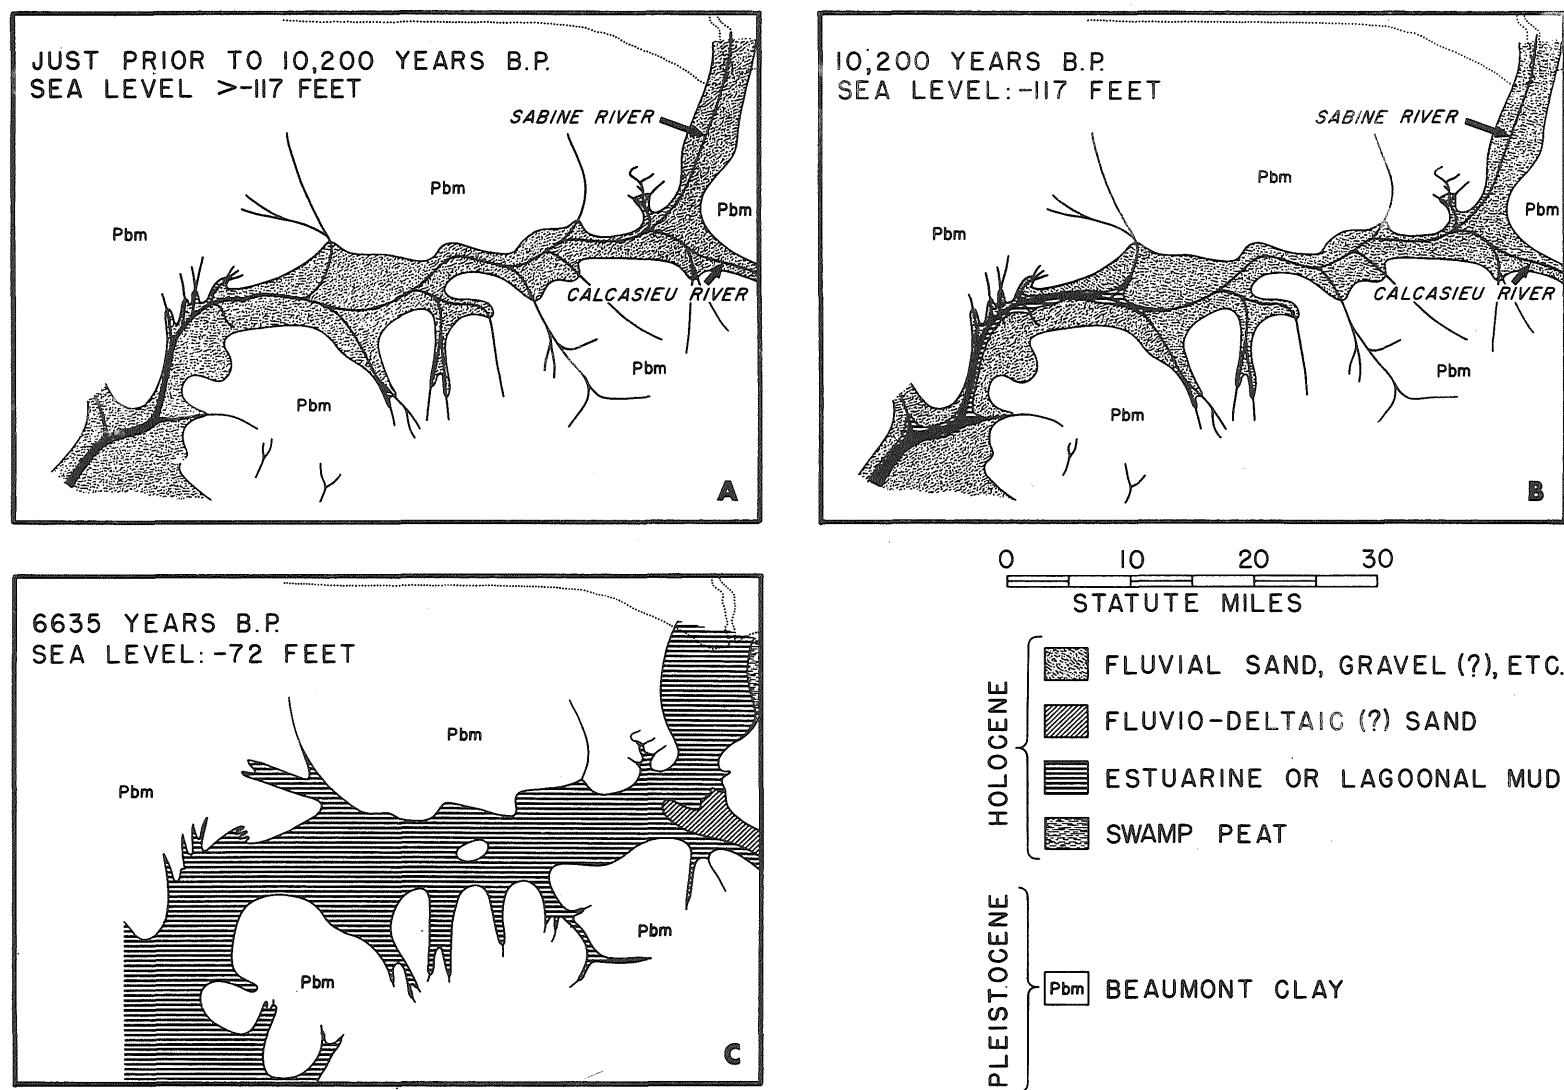 JUST PRIOR TO 10,200 YEARS B.P.
SEA LEVEL >-117 FEET
SABINE RIVER
Pbm
Pbm
Pbm
CALCASIEU RIVER
Pbm
Pbm
A
10,200 YEARS B.P.
SEA LEVEL: -117 FEET
SABINE RIVER
Pbm
Pbm
Pbm
CALCASIEU RIVER
Pbm
Pbm
B
6635 YEARS B.P.
SEA LEVEL: -72 FEET
Pbm
Pbm
Pbm
Pbm
C
0 10 20 30
STATUTE MILES
HOLOCENE
FLUVIAL SAND, GRAVEL (?), ETC.
FLUVIO-DELTAIC (?) SAND
ESTUARINE OR LAGOONAL MUD
SWAMP PEAT
PLEISTOCENE
Pbm BEAUMONT CLAY